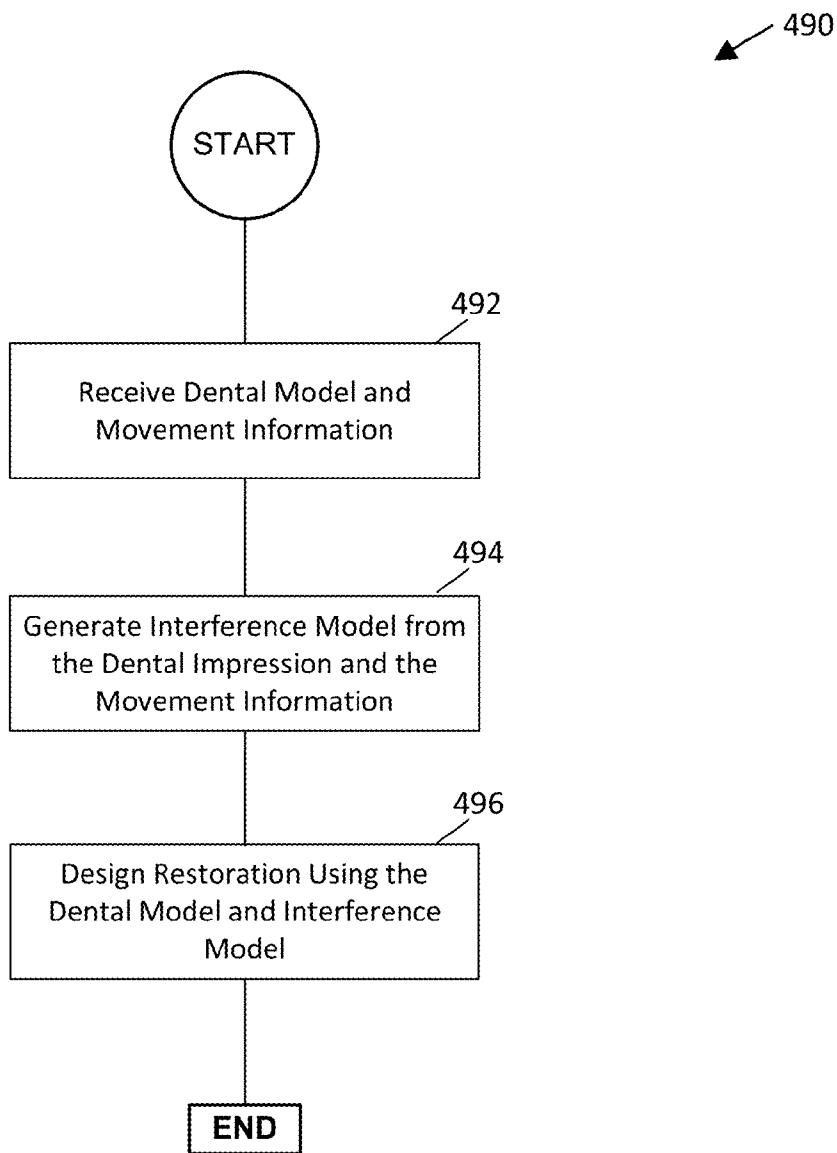 490
START
492
Receive Dental Model and
Movement Information
494
Generate Interference Model from
the Dental Impression and the
Movement Information
496
Design Restoration Using the
Dental Model and Interference
Model
END